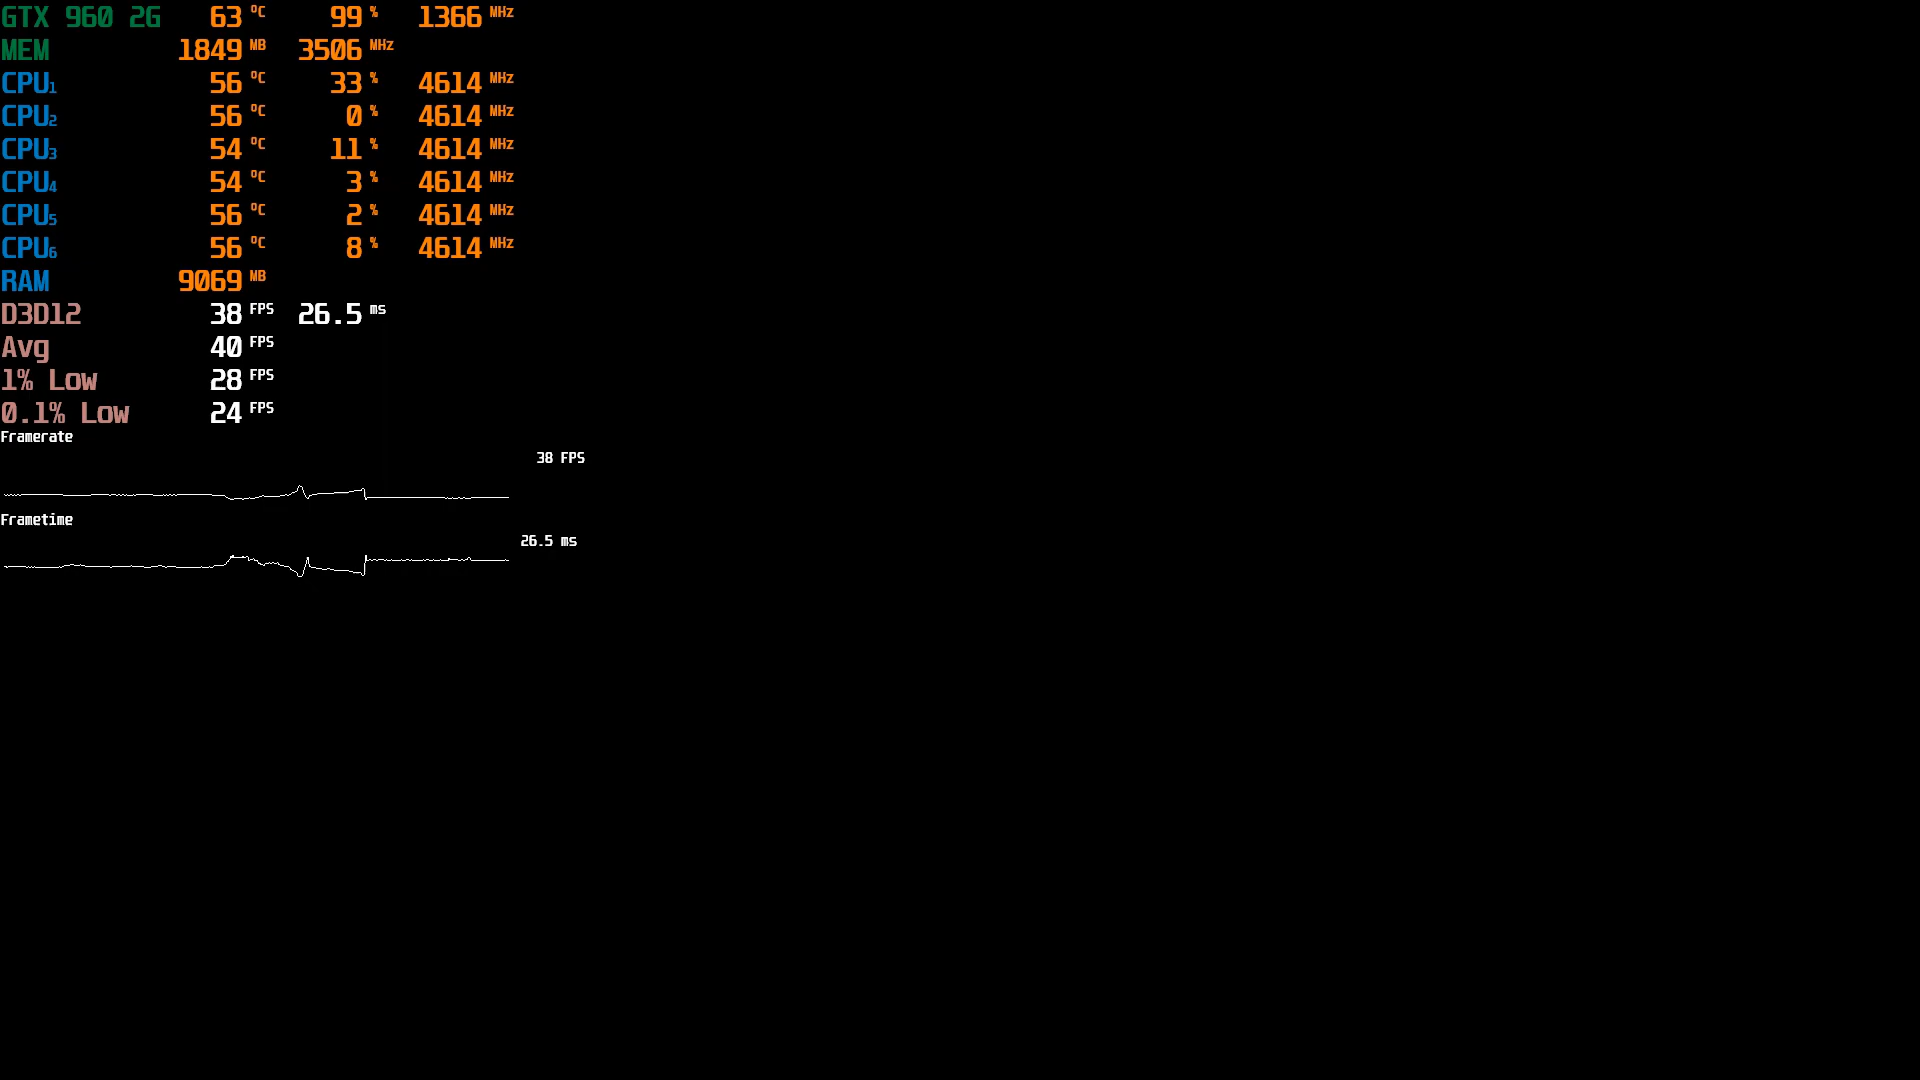 GTX 960 2G 63 °C 99 % 1366 MHz
MEM 1849 MB 3506 MHz
CPU1 56 °C 33 % 4614 MHz
CPU2 56 °C 0 % 4614 MHz
CPU3 54 °C 11 % 4614 MHz
CPU4 54 °C 3 % 4614 MHz
CPU5 56 °C 2 % 4614 MHz
CPU6 56 °C 8 % 4614 MHz
RAM 9069 MB
D3D12 38 FPS 26.5 ms
Avg 40 FPS
1% Low 28 FPS
0.1% Low 24 FPS
Framerate
38 FPS
Frametime
26.5 ms